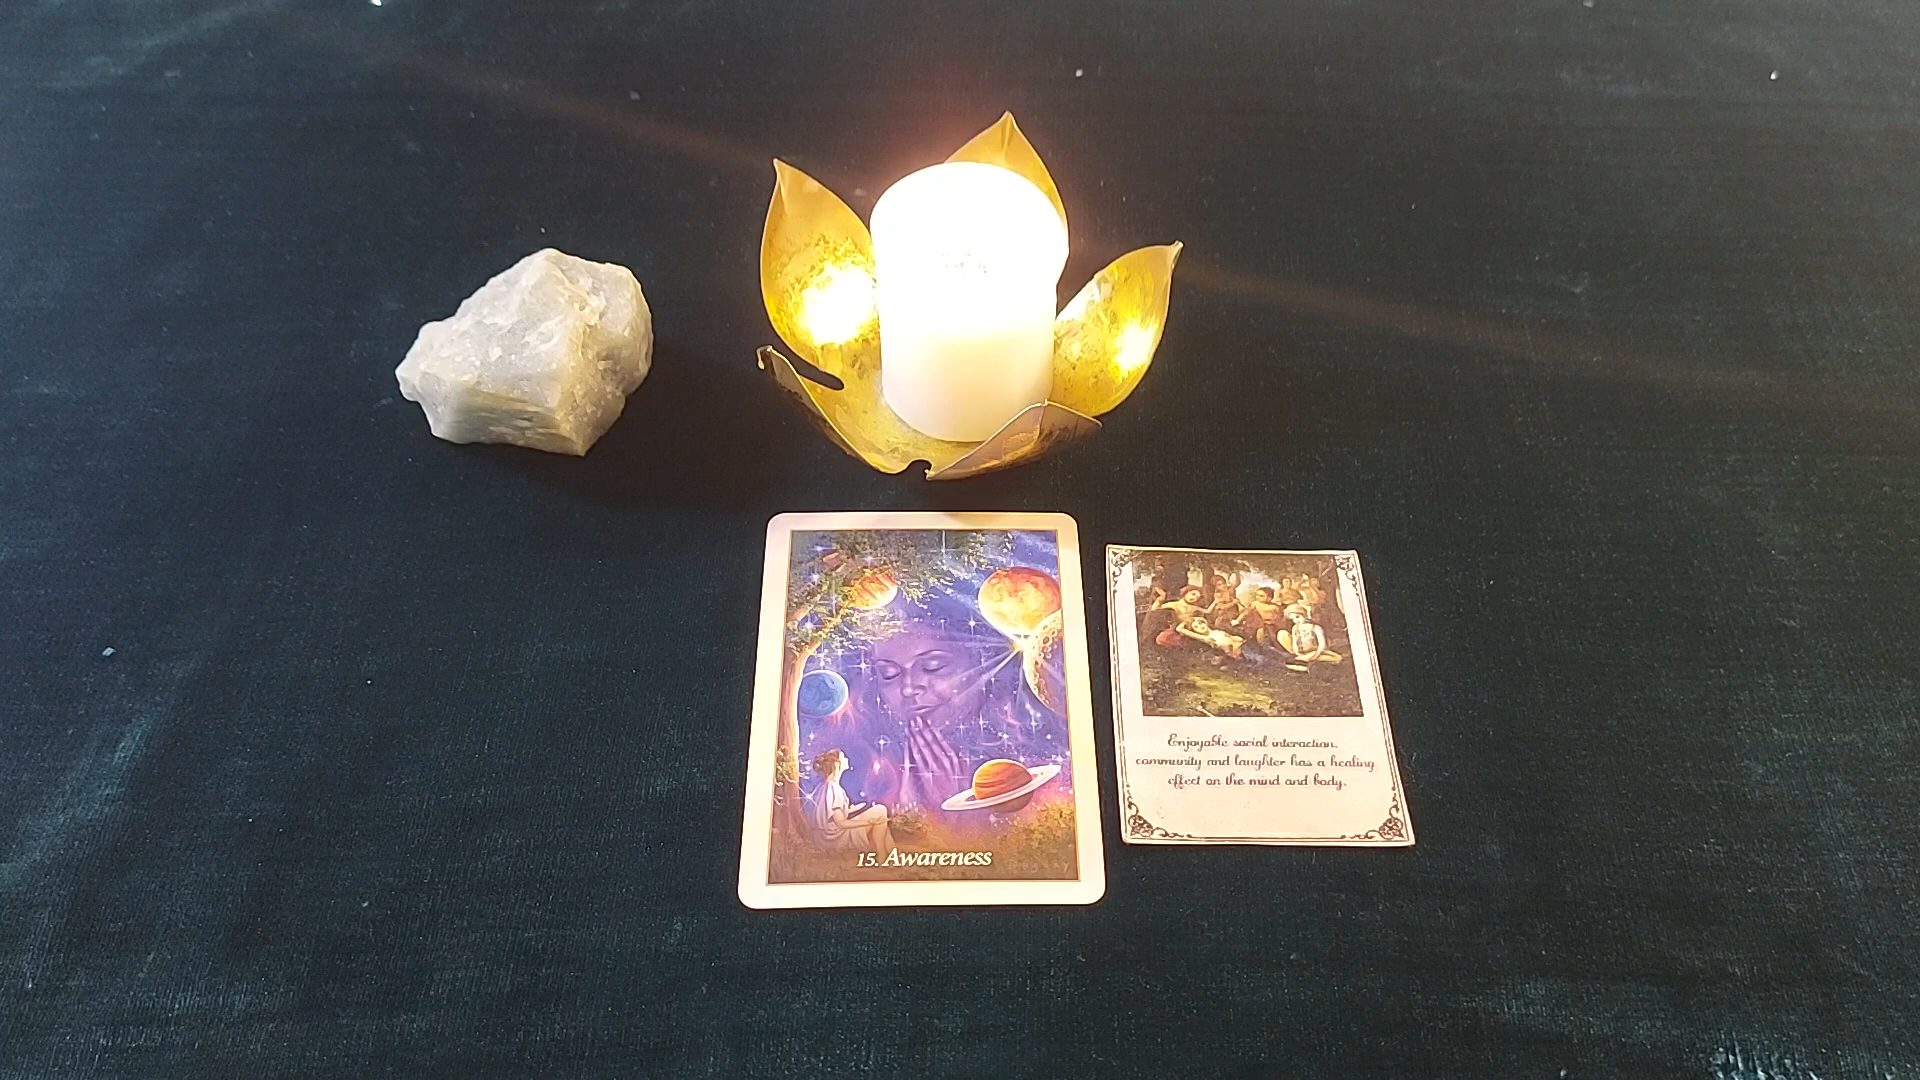 15. Awareness
Enjoyable social interaction,
community and laughter has a healing
effect on the mind and body.